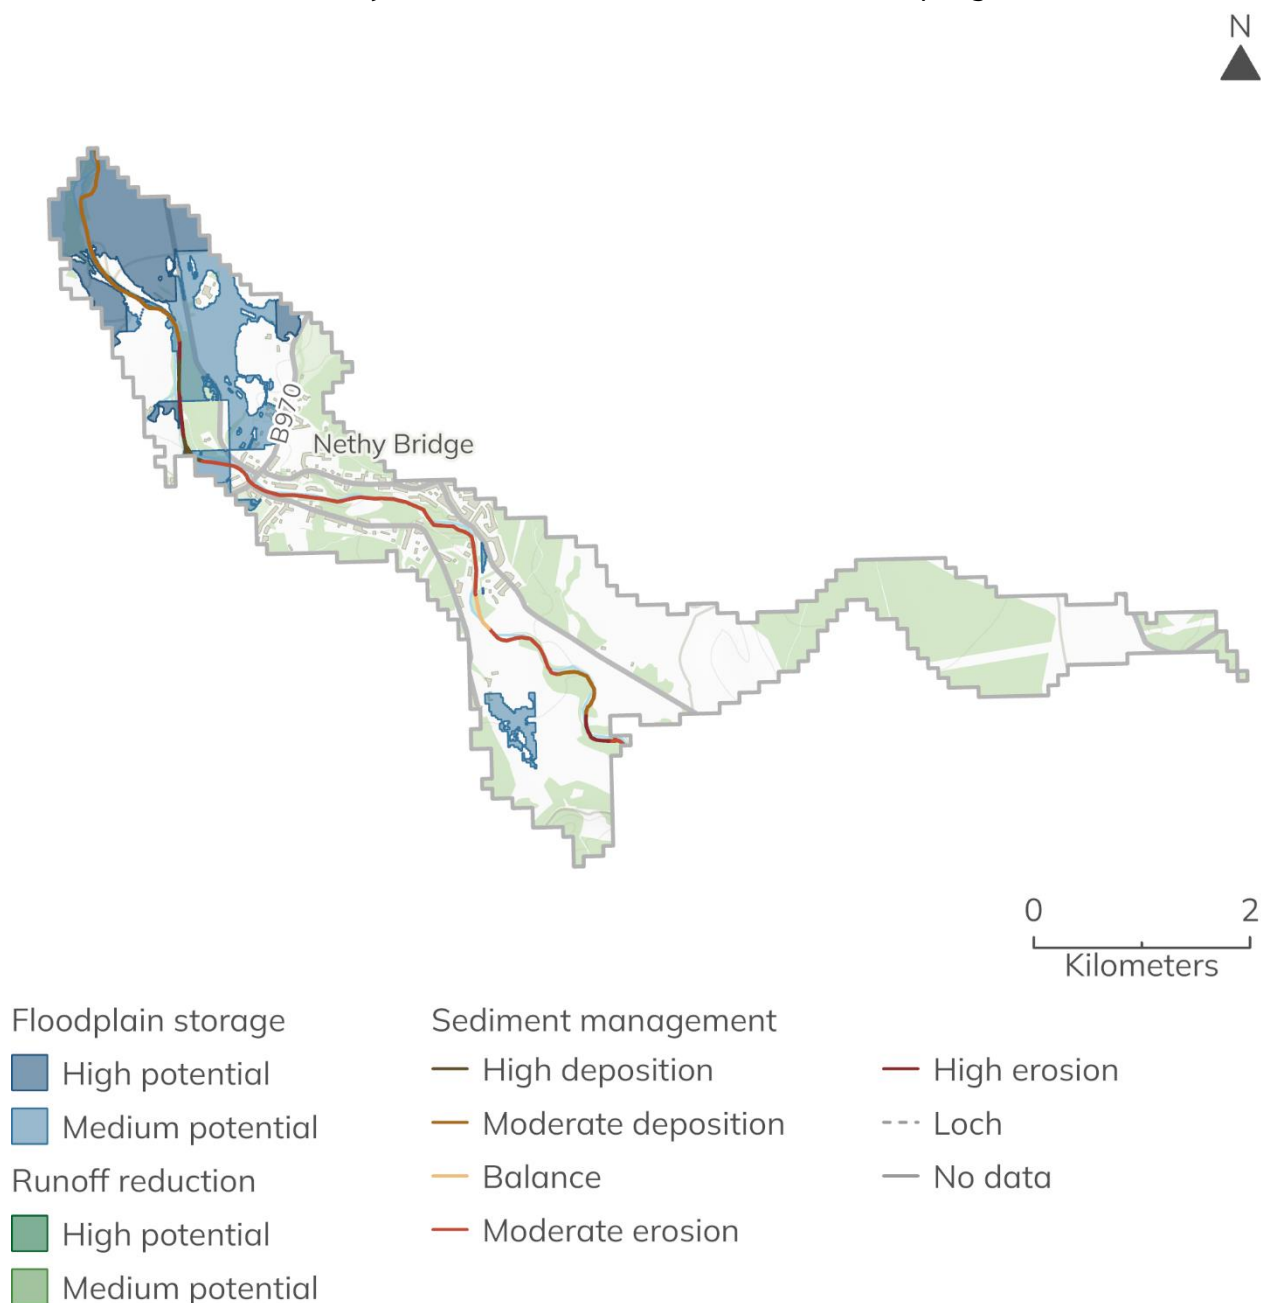 N
B970
Nethy Bridge
0 2
Kilometers
Floodplain storage
High potential
Medium potential
Runoff reduction
High potential
Medium potential
Sediment management
High deposition
Moderate deposition
Balance
Moderate erosion
High erosion
Loch
No data